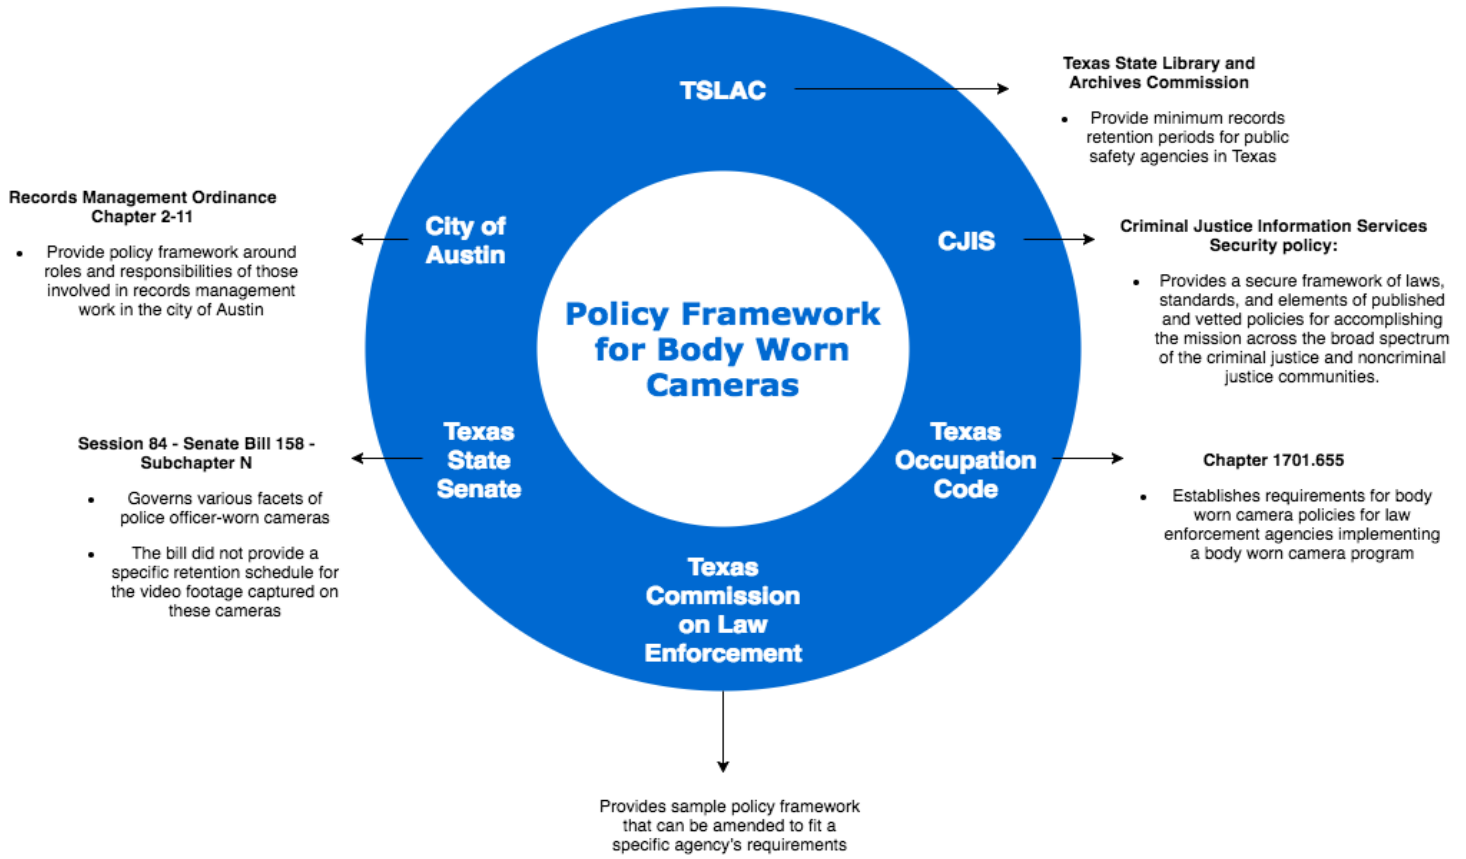 TSLAC
Texas State Library and
Archives Commission
• Provide minimum records
retention periods for public
safety agencies in Texas
Records Management Ordinance
Chapter 2-11
• Provide policy framework around
roles and responsibilities of those
involved in records management
work in the city of Austin
City of
Austin
CJIS
Criminal Justice Information Services
Security policy:
• Provides a secure framework of laws,
standards, and elements of published
and vetted policies for accomplishing
the mission across the broad spectrum
of the criminal justice and noncriminal
justice communities.
Policy Framework
for Body Worn
Cameras
Session 84 - Senate Bill 158 -
Subchapter N
• Governs various facets of
police officer-worn cameras
• The bill did not provide a
specific retention schedule for
the video footage captured on
these cameras
Texas
State
Senate
Texas
Occupation
Code
Chapter 1701.655
• Establishes requirements for body
worn camera policies for law
enforcement agencies implementing
a body worn camera program
Texas
Commission
on Law
Enforcement
Provides sample policy framework
that can be amended to fit a
specific agency's requirements